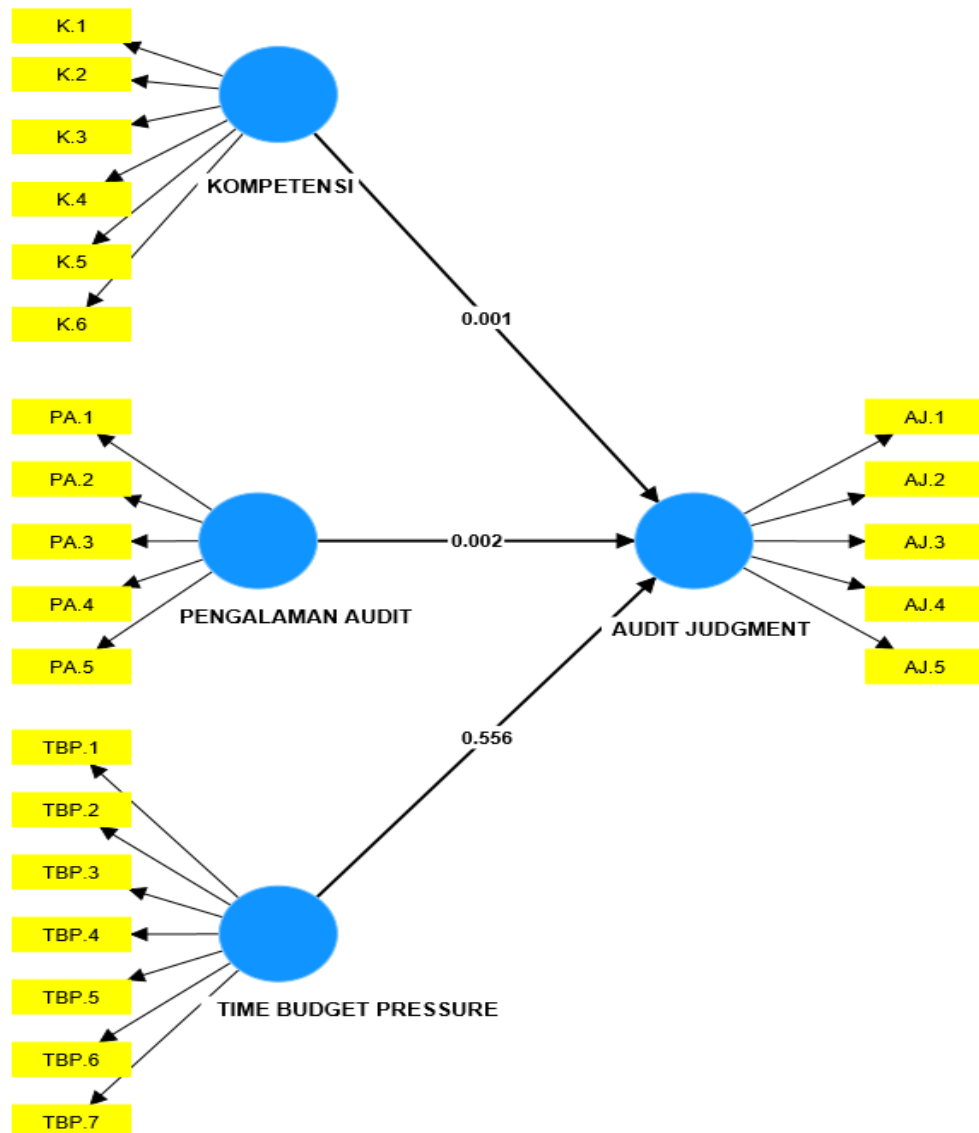 K.1
K.2
K.3
K.4
K.5
K.6
KOMPETENSI
0.001
PA.1
PA.2
PA.3
PA.4
PA.5
PENGALAMAN AUDIT
0.002
AJ.1
AJ.2
AJ.3
AJ.4
AJ.5
AUDIT JUDGMENT
TBP.1
TBP.2
TBP.3
TBP.4
TBP.5
TBP.6
TBP.7
TIME BUDGET PRESSURE
0.556